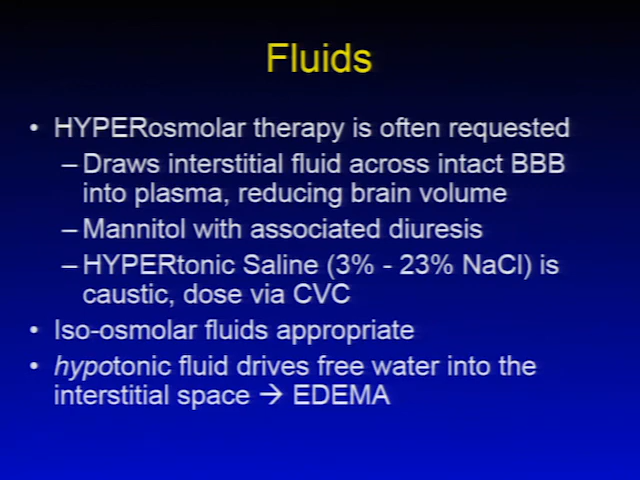 Fluids
• HYPERosmolar therapy is often requested
– Draws interstitial fluid across intact BBB
into plasma, reducing brain volume
– Mannitol with associated diuresis
– HYPERtonic Saline (3% - 23% NaCl) is
caustic, dose via CVC
• Iso-osmolar fluids appropriate
• hypotonic fluid drives free water into the
interstitial space → EDEMA